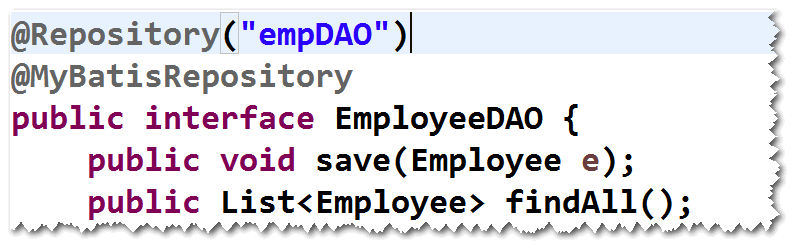 @Repository("empDAO")
@MyBatisRepository
public interface EmployeeDAO {
    public void save(Employee e);
    public List<Employee> findAll();